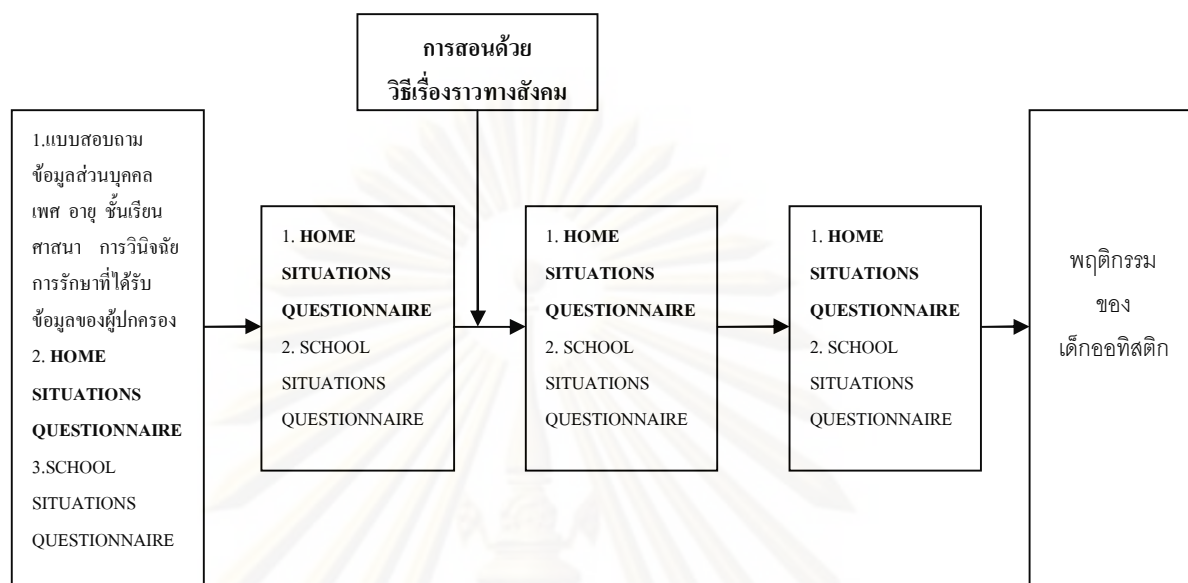 การสอนด้วย
วิธีเรื่องราวทางสังคม
1.แบบสอบถาม
ข้อมูลส่วนบุคคล
เพศ อายุ ชั้นเรียน
ศาสนา การวินิจฉัย
การรักษาที่ได้รับ
ข้อมูลของผู้ปกครอง
2. HOME
SITUATIONS
QUESTIONNAIRE
3.SCHOOL
SITUATIONS
QUESTIONNAIRE
1. HOME
SITUATIONS
QUESTIONNAIRE
2. SCHOOL
SITUATIONS
QUESTIONNAIRE
1. HOME
SITUATIONS
QUESTIONNAIRE
2. SCHOOL
SITUATIONS
QUESTIONNAIRE
1. HOME
SITUATIONS
QUESTIONNAIRE
2. SCHOOL
SITUATIONS
QUESTIONNAIRE
พฤติกรรม
ของ
เด็กออทิสติก